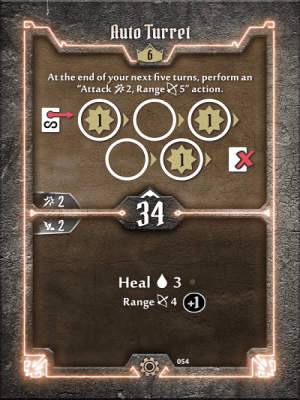 Auto Turret
6
At the end of your next five turns, perform an
"Attack 2, Range 5" action.
S 1 1
1
2
34
2
Heal 3
Range 4 +1
054